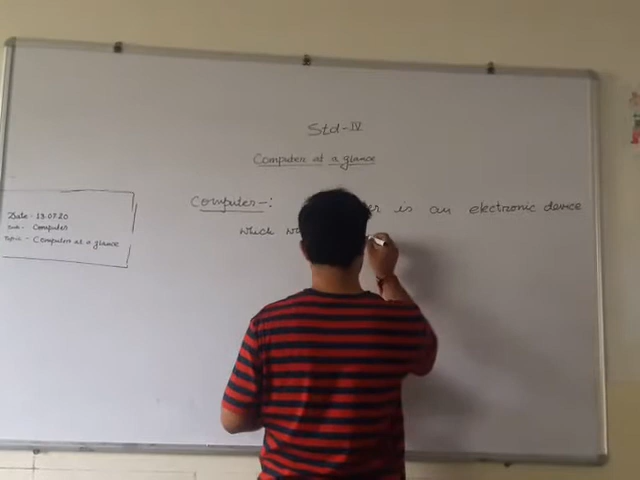 Std-IV
Computer at a glance
Date - 13.07.20
Sub - Computer
Topic - Computer at a glance
Computer -: er is an electronic device
which